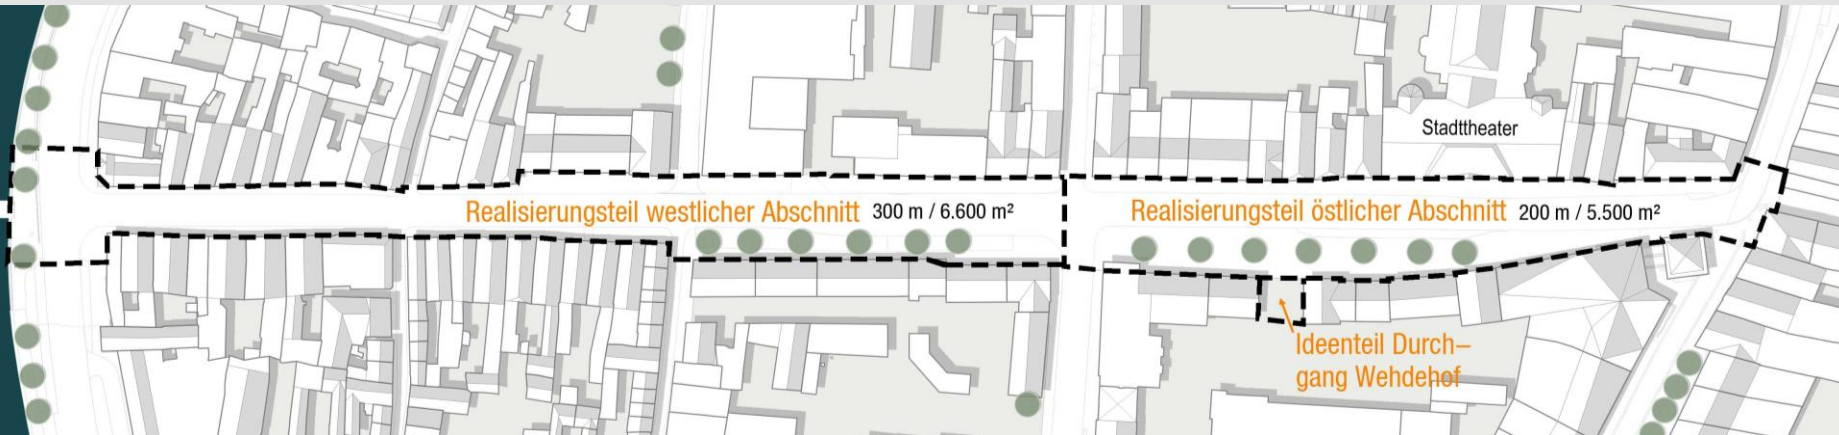 Stadttheater
Realisierungsteil westlicher Abschnitt 300 m / 6.600 m²
Realisierungsteil östlicher Abschnitt 200 m / 5.500 m²
Ideenteil Durch–
gang Wehdehof